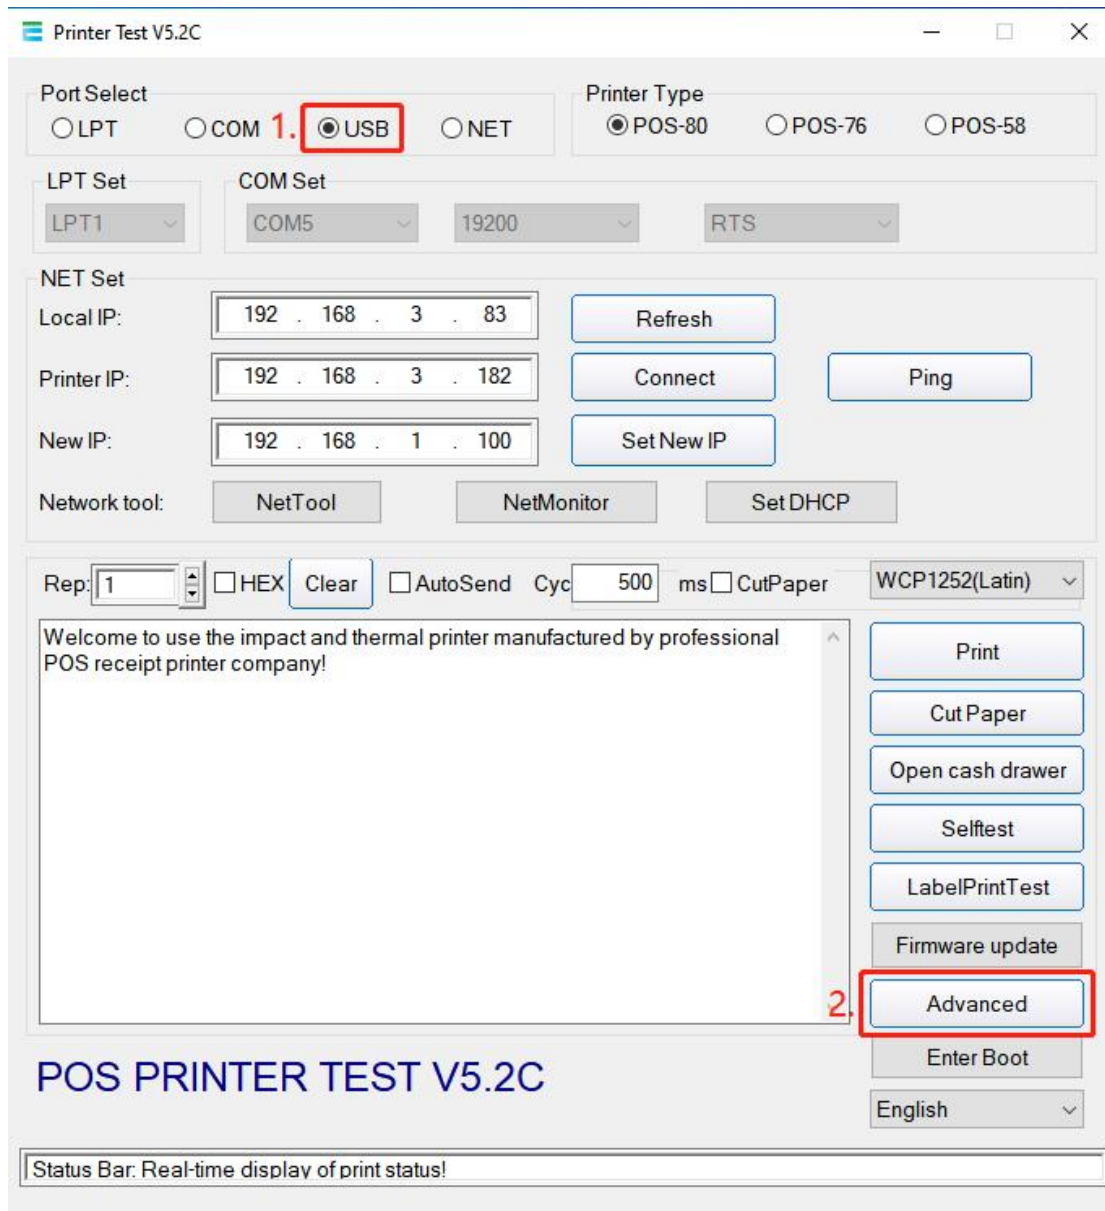 Printer Test V5.2C
Port Select
LPT COM 1. USB NET
Printer Type
POS-80 POS-76 POS-58
LPT Set
LPT1
COM Set
COM5 19200 RTS
NET Set
Local IP: 192 . 168 . 3 . 83 Refresh
Printer IP: 192 . 168 . 3 . 182 Connect Ping
New IP: 192 . 168 . 1 . 100 Set New IP
Network tool: NetTool NetMonitor Set DHCP
Rep: 1 HEX Clear AutoSend Cyc 500 ms CutPaper WCP1252(Latin)
Welcome to use the impact and thermal printer manufactured by professional
POS receipt printer company!
Print
Cut Paper
Open cash drawer
Selftest
LabelPrintTest
Firmware update
2. Advanced
Enter Boot
English
POS PRINTER TEST V5.2C
Status Bar: Real-time display of print status!